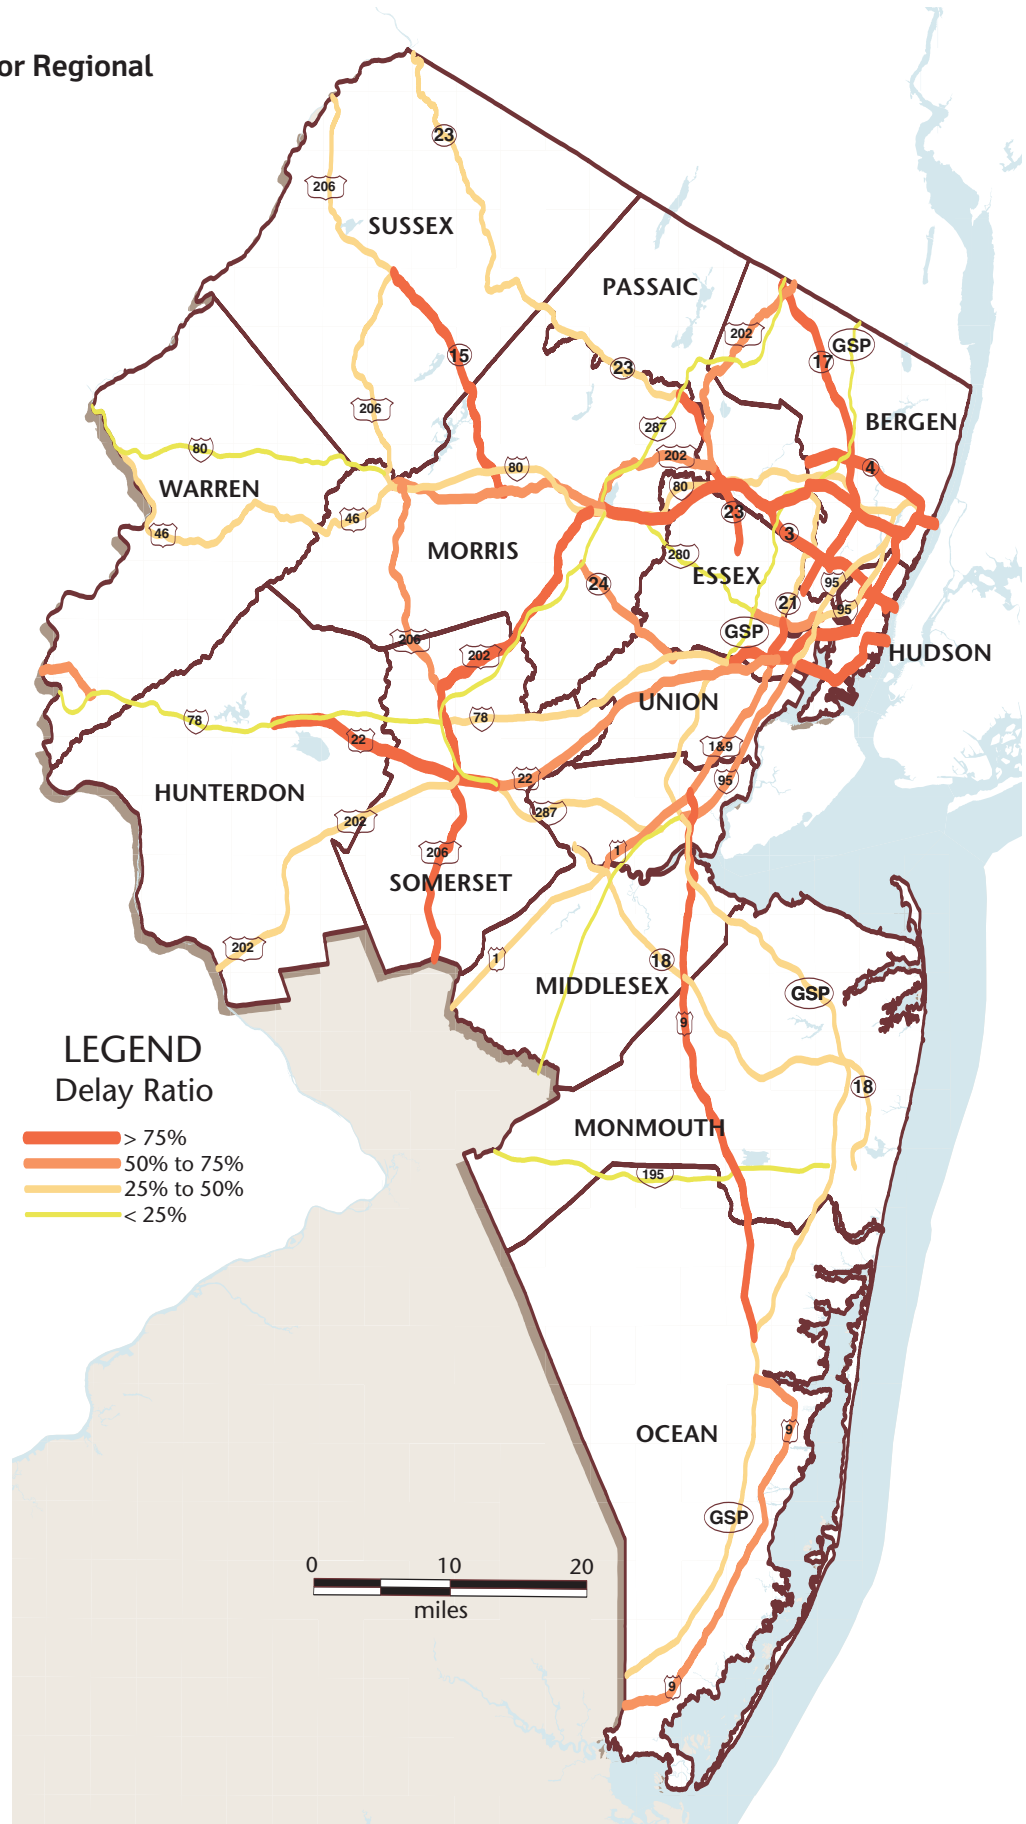 or Regional
23
206
SUSSEX
PASSAIC
202
GSP
17
15
23
206
BERGEN
287
80
202
80
4
WARREN
80
46
23
46
3
MORRIS
280
ESSEX
24
95
21
95
GSP
206
202
HUDSON
UNION
78
78
22
1&9
22
95
HUNTERDON
287
202
206
1
SOMERSET
202
1
18
MIDDLESEX
GSP
9
LEGEND
Delay Ratio
18
MONMOUTH
> 75%
50% to 75%
195
25% to 50%
< 25%
OCEAN
9
GSP
0 10 20
miles
9